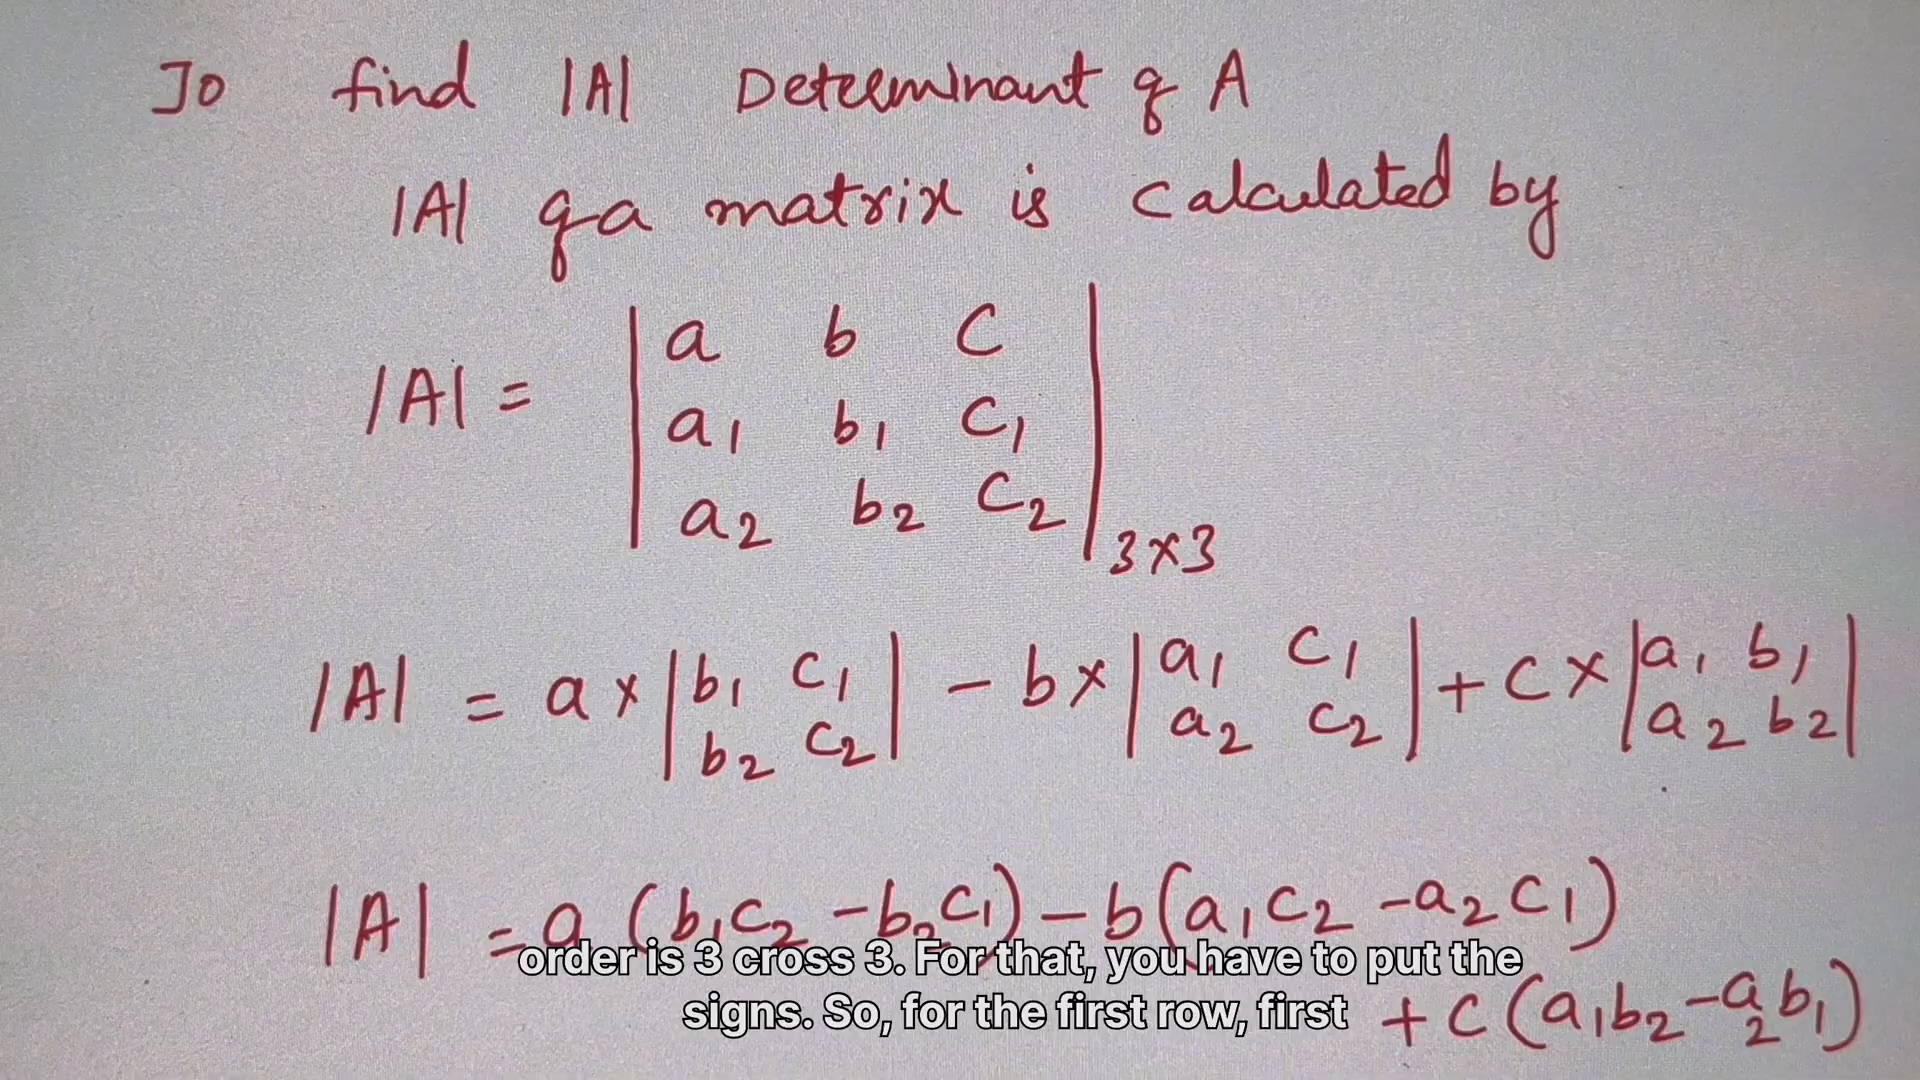 To find |A| Determinant of A
|A| of a matrix is calculated by
|A| = | a b c |
| a1 b1 c1 |
| a2 b2 c2 | 3x3
|A| = a x | b1 c1 | - b x | a1 c1 | + c x | a1 b1 |
| b2 c2 | | a2 c2 | | a2 b2 |
|A| = a (b1c2 - b2c1) - b (a1c2 - a2c1)
+ c (a1b2 - a2b1)
order is 3 cross 3. For that, you have to put the
signs. So, for the first row, first